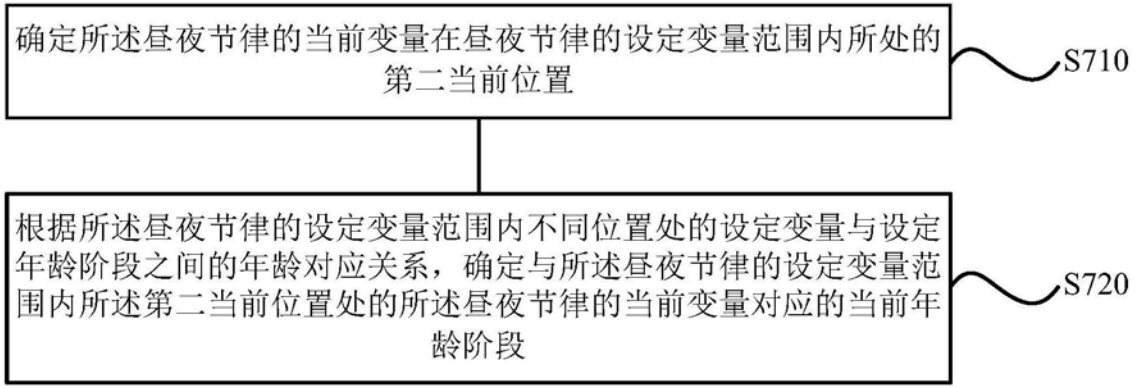 确定所述昼夜节律的当前变量在昼夜节律的设定变量范围内所处的
第二当前位置
S710
根据所述昼夜节律的设定变量范围内不同位置处的设定变量与设定
年龄阶段之间的年龄对应关系，确定与所述昼夜节律的设定变量范
围内所述第二当前位置处的所述昼夜节律的当前变量对应的当前年
龄阶段
S720